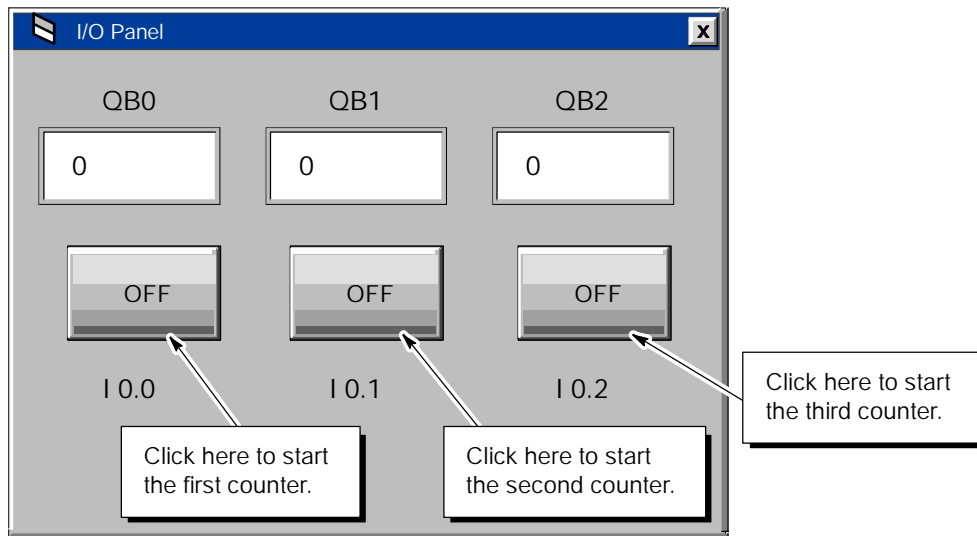 I/O Panel
X
QB0 QB1 QB2
0 0 0
OFF OFF OFF
I 0.0 I 0.1 I 0.2
Click here to start
the first counter.
Click here to start
the second counter.
Click here to start
the third counter.